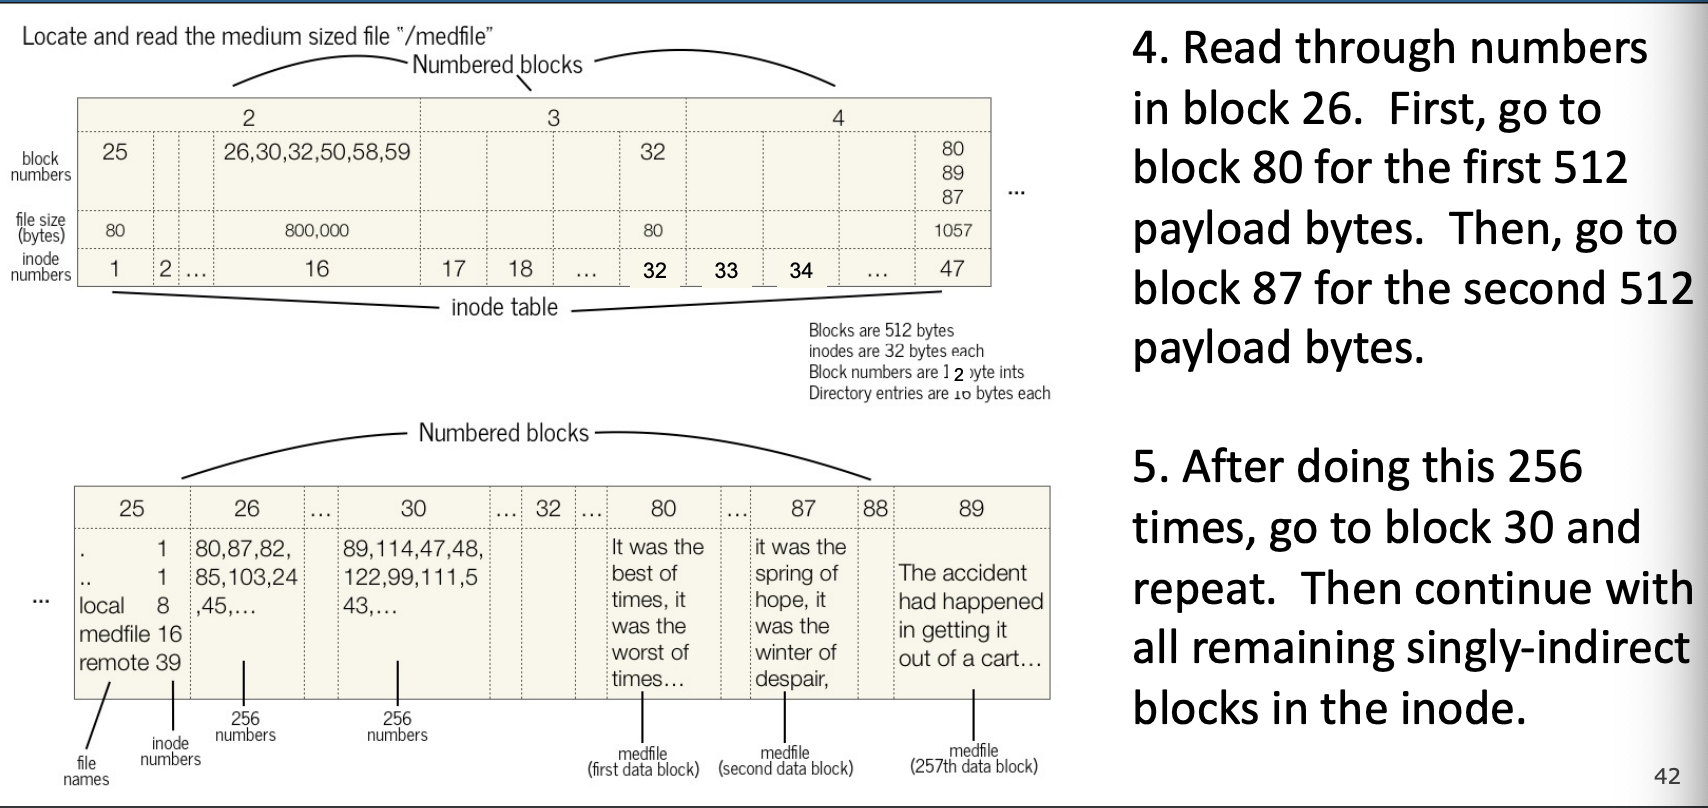 Locate and read the medium sized file "/medfile"
Numbered blocks
2 3 4
block numbers 25 26,30,32,50,58,59 32 80
89
87
...
file size (bytes) 80 800,000 80 1057
inode numbers 1 2 ... 16 17 18 ... 32 33 34 ... 47
inode table
Blocks are 512 bytes
inodes are 32 bytes each
Block numbers are 1 2 byte ints
Directory entries are 16 bytes each
Numbered blocks
25 26 ... 30 ... 32 ... 80 ... 87 88 89
...
. 1
.. 1
local 8
medfile 16
remote 39
80,87,82,
85,103,24
,45,...
89,114,47,48,
122,99,111,5
43,...
It was the
best of
times, it
was the
worst of
times...
it was the
spring of
hope, it
was the
winter of
despair,
The accident
had happened
in getting it
out of a cart...
file
names
inode
numbers
256
numbers
256
numbers
medfile
(first data block)
medfile
(second data block)
medfile
(257th data block)
4. Read through numbers
in block 26. First, go to
block 80 for the first 512
payload bytes. Then, go to
block 87 for the second 512
payload bytes.
5. After doing this 256
times, go to block 30 and
repeat. Then continue with
all remaining singly-indirect
blocks in the inode.
42